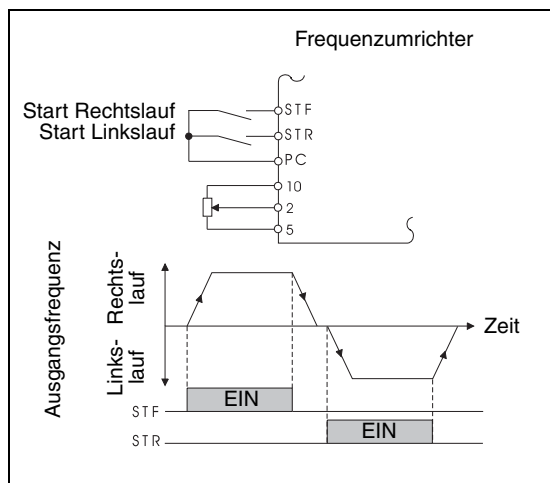 Frequenzumrichter
Start Rechtslauf
Start Linkslauf
STF
STR
PC
10
2
5
Ausgangsfrequenz
Rechts-
lauf
Links-
lauf
Zeit
EIN
STF
EIN
STR